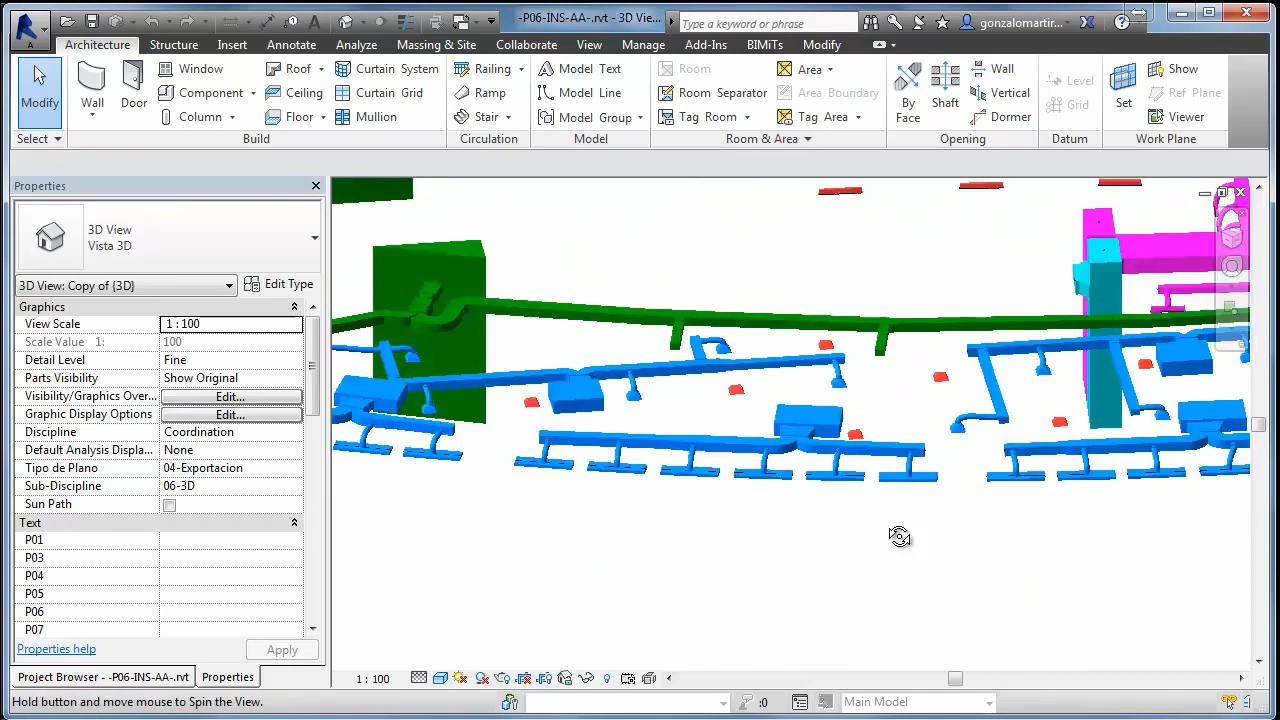 -P06-INS-AA-.rvt - 3D Vie...
Type a keyword or phrase
gonzalomartir...
Architecture Structure Insert Annotate Analyze Massing & Site Collaborate View Manage Add-Ins BIMiTs Modify
Modify
Wall
Door
Window
Component
Column
Roof
Ceiling
Floor
Curtain System
Curtain Grid
Mullion
Railing
Ramp
Stair
Model Text
Model Line
Model Group
Room
Room Separator
Tag Room
Area
Area Boundary
Tag Area
By
Face
Shaft
Wall
Vertical
Dormer
Level
Grid
Set
Show
Ref Plane
Viewer
Select Build Circulation Model Room & Area Opening Datum Work Plane
Properties
3D View
Vista 3D
3D View: Copy of {3D} Edit Type
Graphics
View Scale 1 : 100
Scale Value 1: 100
Detail Level Fine
Parts Visibility Show Original
Visibility/Graphics Over... Edit...
Graphic Display Options Edit...
Discipline Coordination
Default Analysis Displa... None
Tipo de Plano 04-Exportacion
Sub-Discipline 06-3D
Sun Path
Text
P01
P03
P04
P05
P06
P07
Properties help Apply
Project Browser - -P06-INS-AA-.rvt Properties
1 : 100
Hold button and move mouse to Spin the View.
:0
Main Model